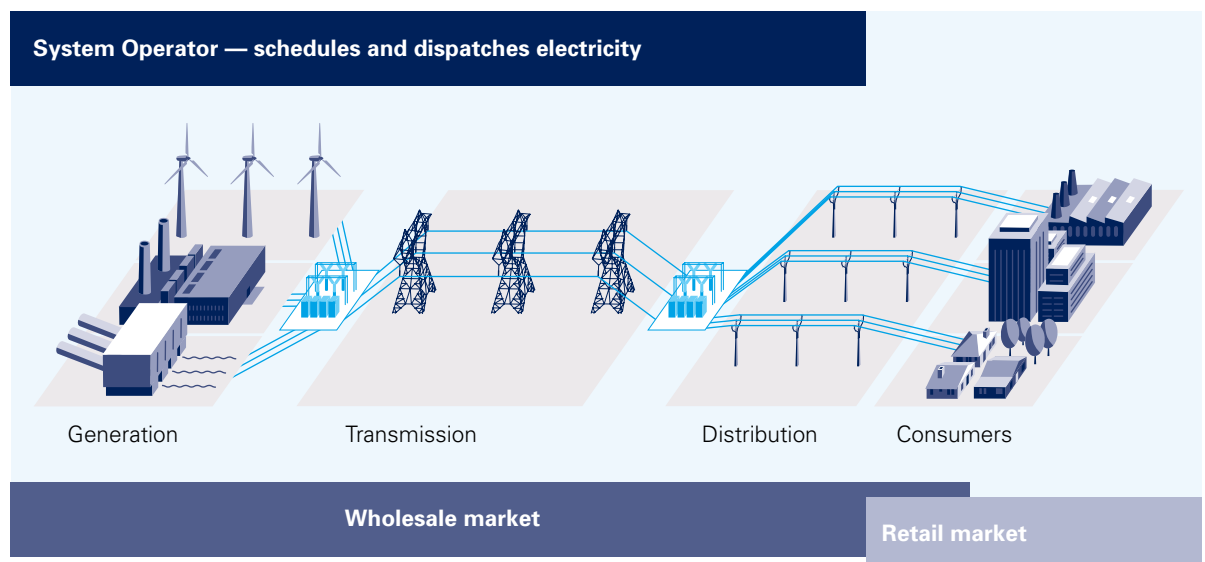 System Operator — schedules and dispatches electricity
Generation
Transmission
Distribution
Consumers
Wholesale market
Retail market